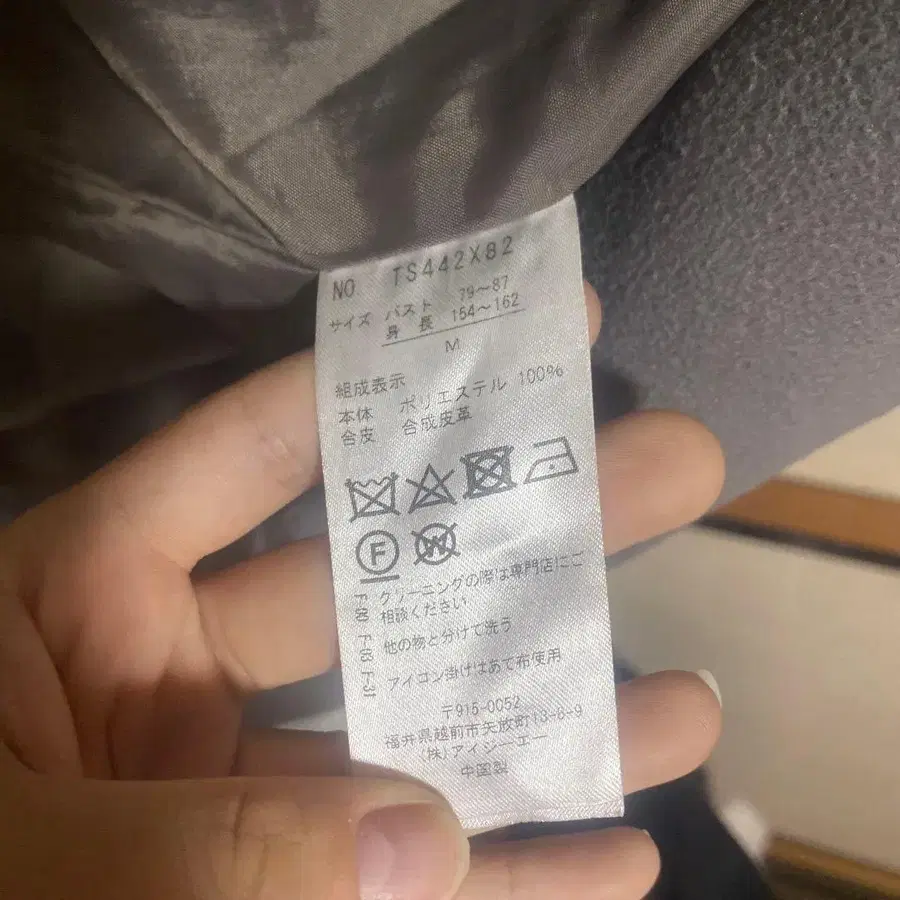 NO TS442X82
サイズ バスト 79~87
身長 154~162
M
組成表示
本体 ポリエステル 100%
合皮 合成皮革
F
W
F-00 クリーニングの際は専門店にご
相談ください
F-03 他の物と分けて洗う
F-31 アイロン掛けはあて布使用
〒915-0052
福井県越前市矢放町13-8-9
(株)アイジーエー
中国製